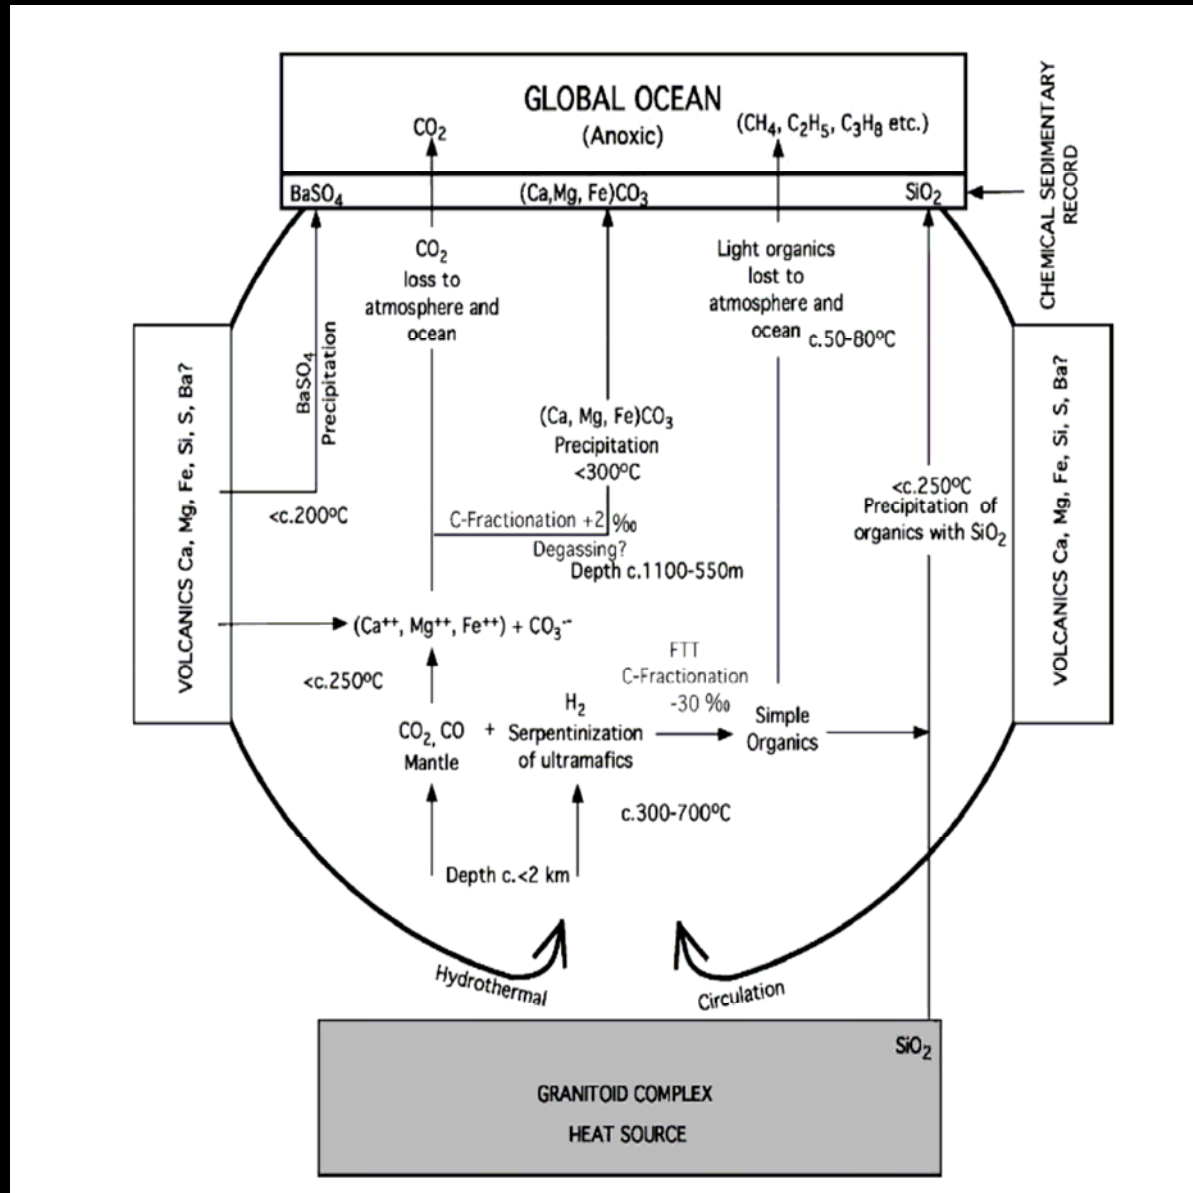 GLOBAL OCEAN
(Anoxic)
CO₂
(CH₄, C₂H₅, C₃H₈ etc.)
BaSO₄
(Ca,Mg, Fe)CO₃
SiO₂
CHEMICAL SEDIMENTARY
RECORD
CO₂
loss to
atmosphere and
ocean
Light organics
lost to
atmosphere and
ocean c.50-80ºC
BaSO₄
Precipitation
VOLCANICS Ca, Mg, Fe, Si, S, Ba?
VOLCANICS Ca, Mg, Fe, Si, S, Ba?
(Ca, Mg, Fe)CO₃
Precipitation
<300ºC
<c.200ºC
<c.250ºC
Precipitation of
organics with SiO₂
C-Fractionation +2 ‰
Degassing?
Depth c.1100-550m
(Ca⁺⁺, Mg⁺⁺, Fe⁺⁺) + CO₃⁻⁻
<c.250ºC
FTT
C-Fractionation
-30 ‰
CO₂, CO
Mantle
+
H₂
Serpentinization
of ultramafics
Simple
Organics
c.300-700ºC
Depth c.<2 km
Hydrothermal
Circulation
SiO₂
GRANITOID COMPLEX
HEAT SOURCE